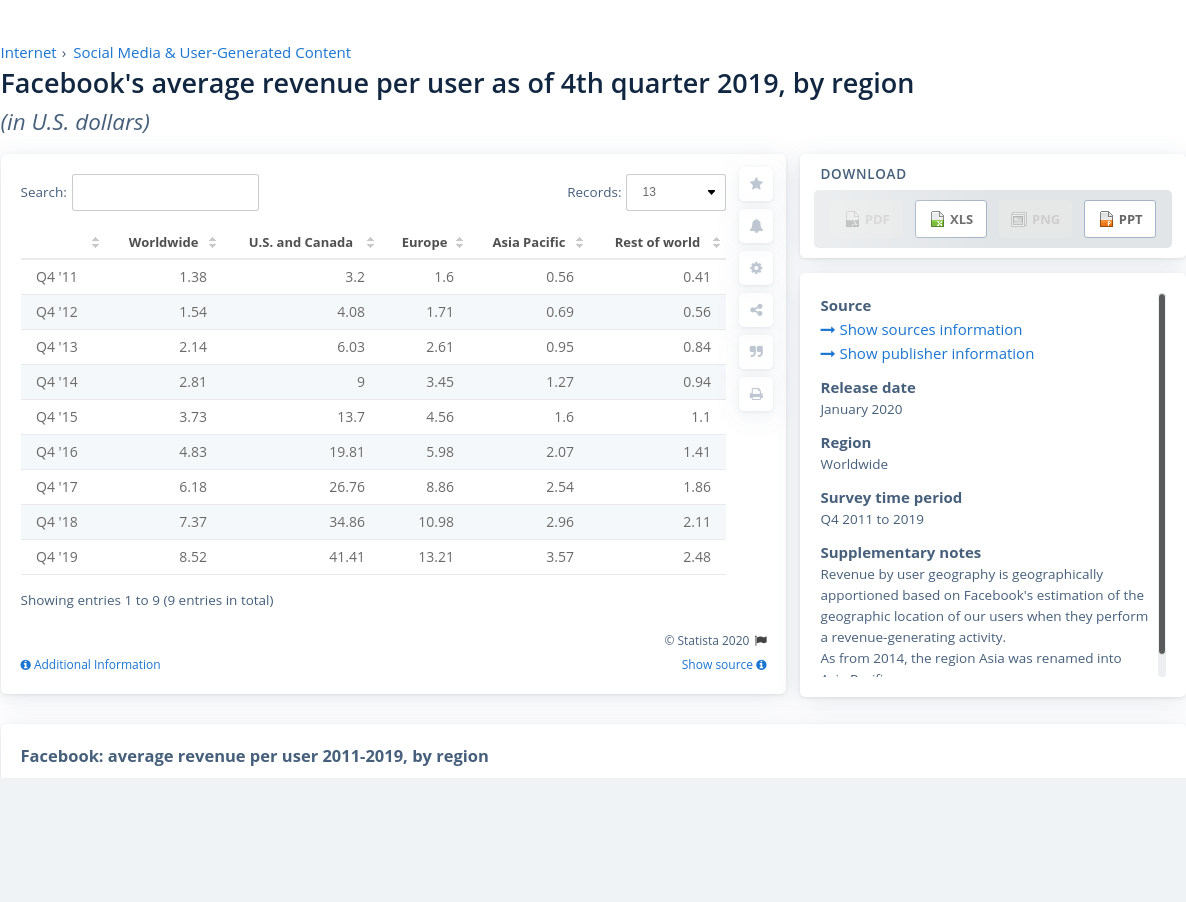 Internet › Social Media & User-Generated Content
Facebook's average revenue per user as of 4th quarter 2019, by region
(in U.S. dollars)
Search:
Records: 13
Worldwide U.S. and Canada Europe Asia Pacific Rest of world
Q4 '11 1.38 3.2 1.6 0.56 0.41
Q4 '12 1.54 4.08 1.71 0.69 0.56
Q4 '13 2.14 6.03 2.61 0.95 0.84
Q4 '14 2.81 9 3.45 1.27 0.94
Q4 '15 3.73 13.7 4.56 1.6 1.1
Q4 '16 4.83 19.81 5.98 2.07 1.41
Q4 '17 6.18 26.76 8.86 2.54 1.86
Q4 '18 7.37 34.86 10.98 2.96 2.11
Q4 '19 8.52 41.41 13.21 3.57 2.48
Showing entries 1 to 9 (9 entries in total)
© Statista 2020
Additional Information
Show source
DOWNLOAD
PDF XLS PNG PPT
Source
Show sources information
Show publisher information
Release date
January 2020
Region
Worldwide
Survey time period
Q4 2011 to 2019
Supplementary notes
Revenue by user geography is geographically
apportioned based on Facebook's estimation of the
geographic location of our users when they perform
a revenue-generating activity.
As from 2014, the region Asia was renamed into
Facebook: average revenue per user 2011-2019, by region